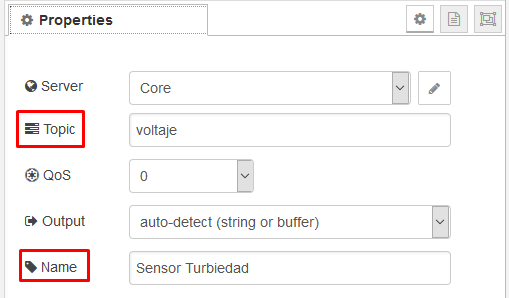 Properties
Server
Core
Topic
voltaje
QoS
0
Output
auto-detect (string or buffer)
Name
Sensor Turbiedad